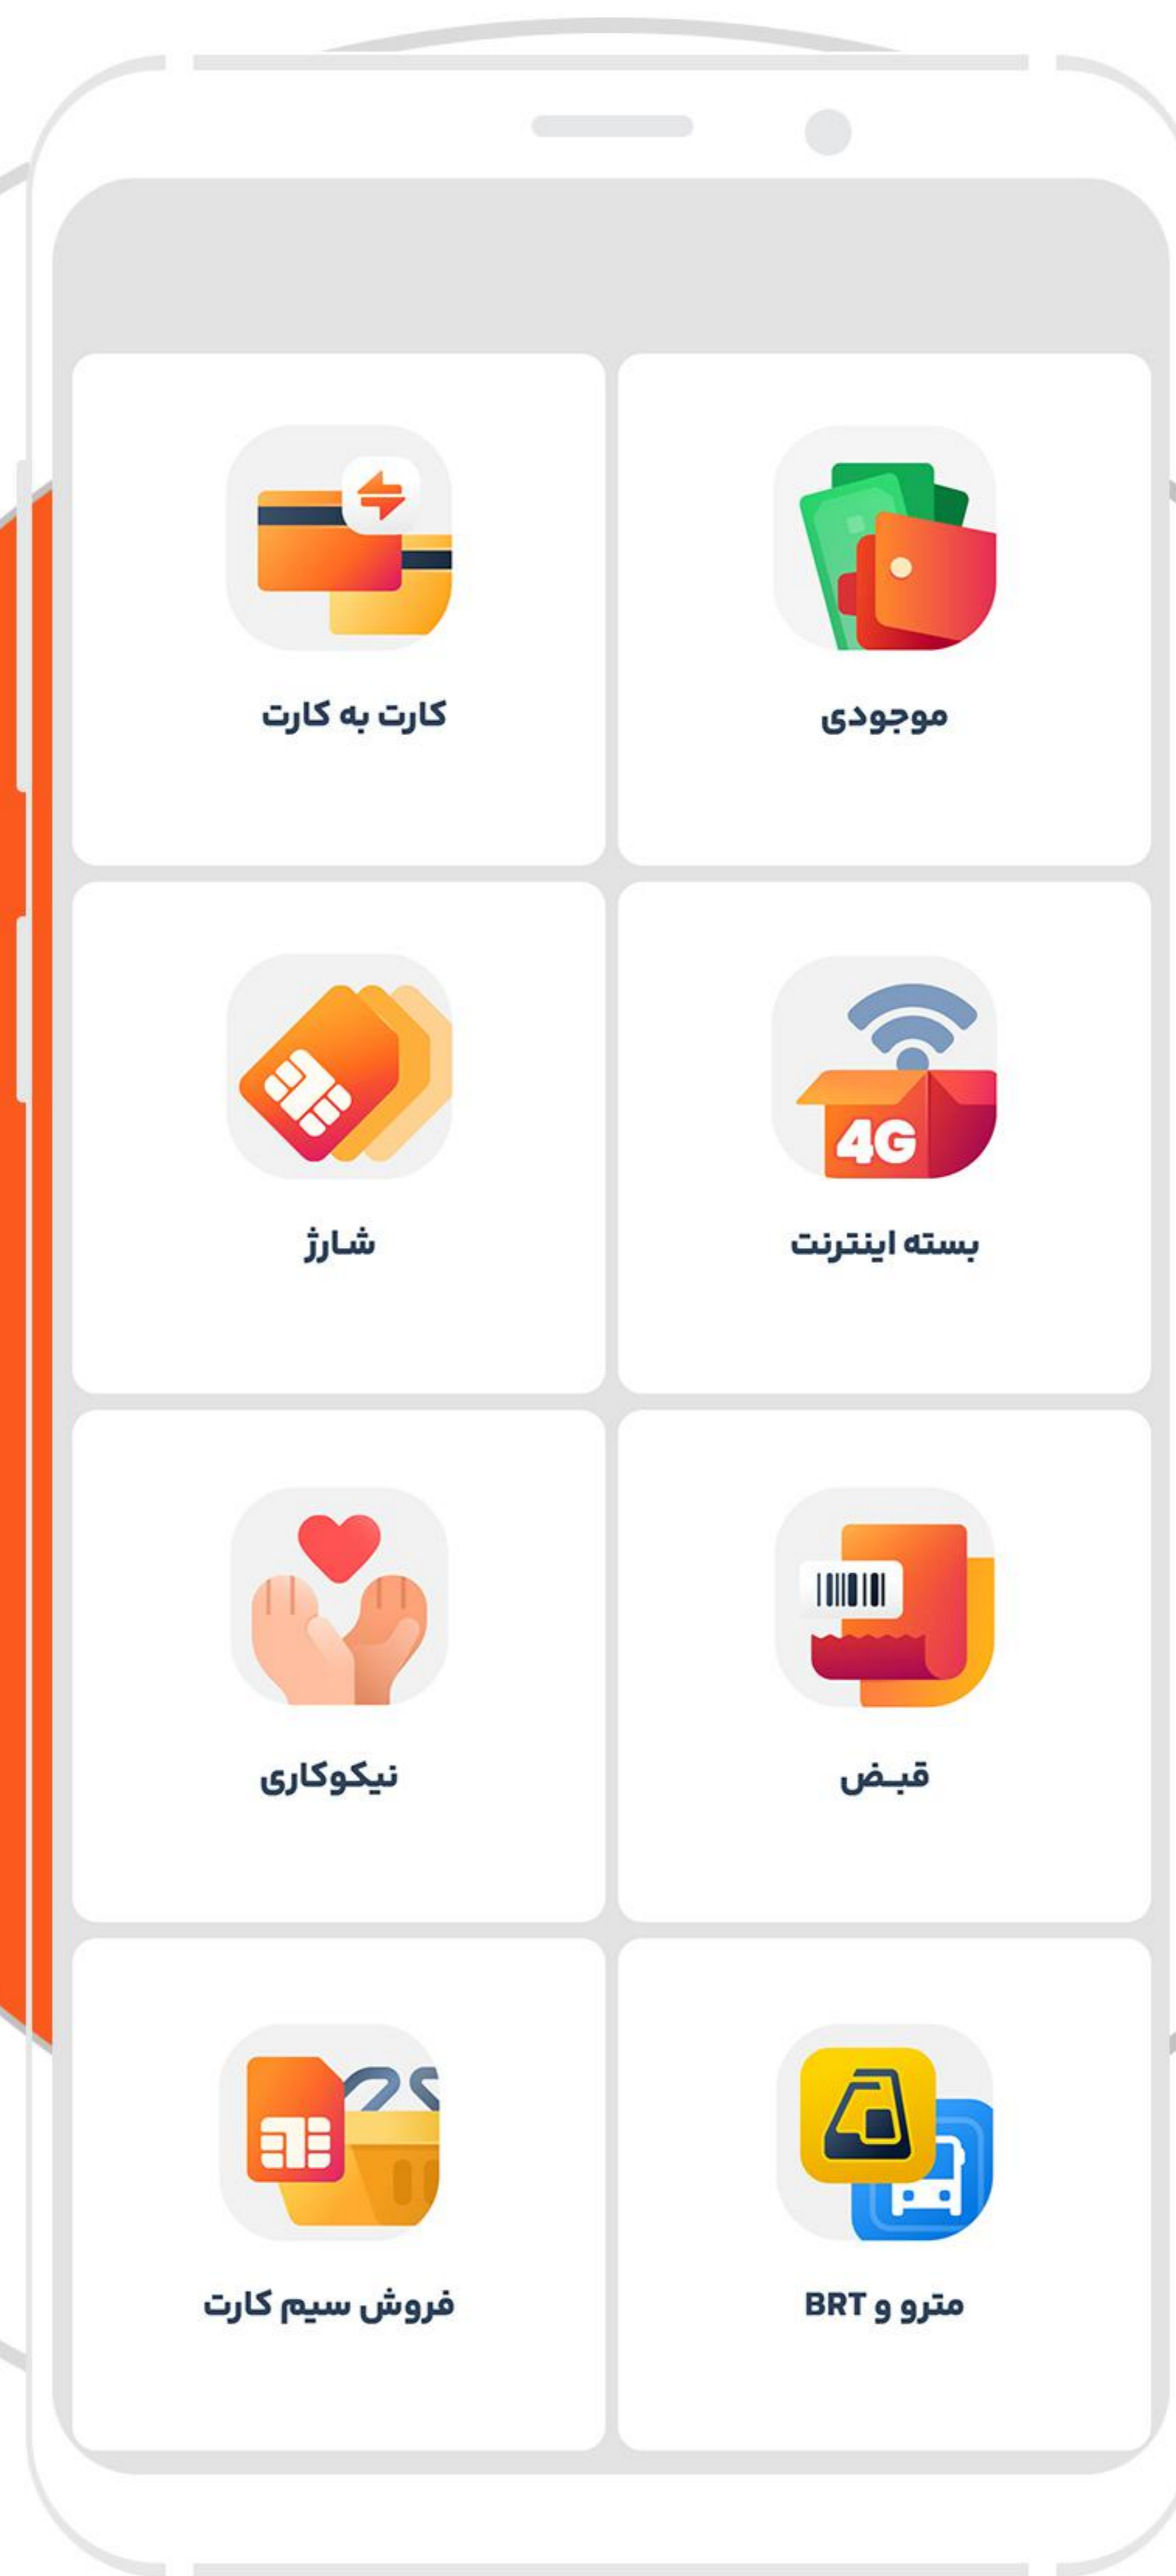 موجودی
کارت به کارت
4G
بسته اینترنت
شارژ
قبض
نیکوکاری
مترو و BRT
فروش سیم کارت